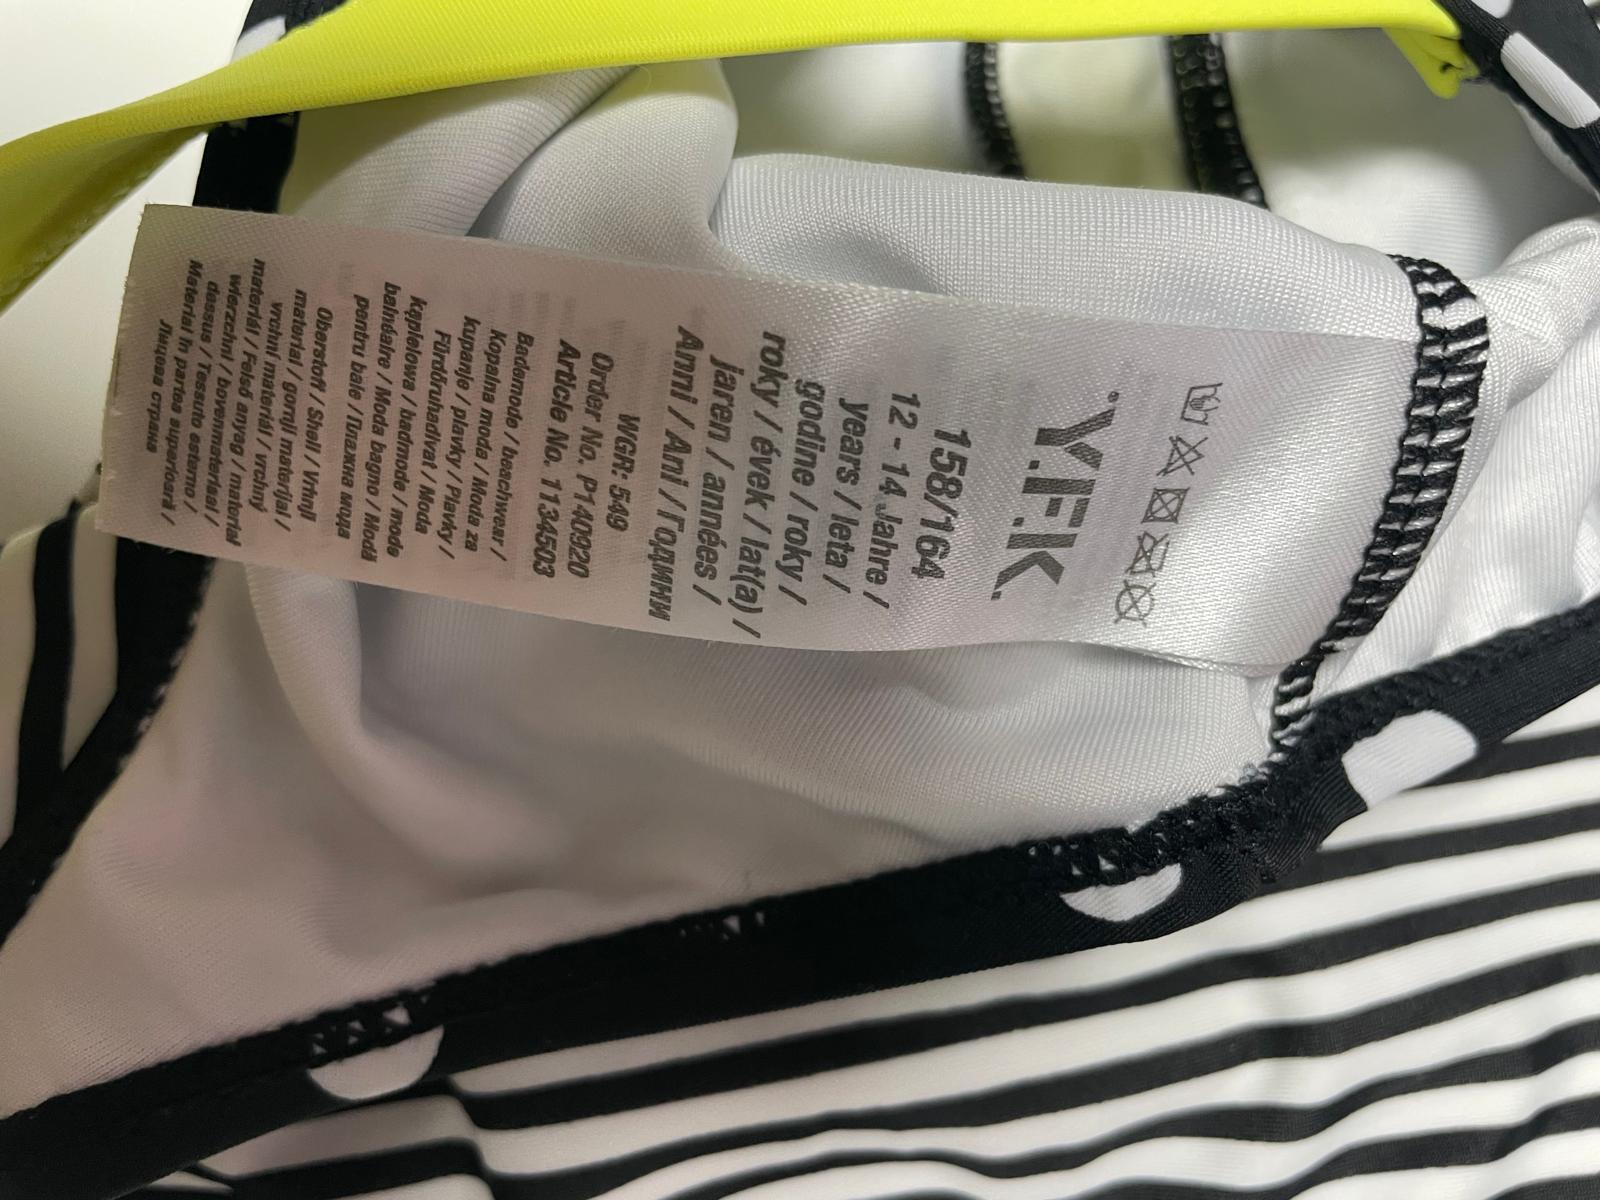 Y.F.K.
158/164
12 - 14 Jahre /
years / leta /
godine / roky /
roky / évek / lat(a) /
jaren / années /
Anni / Ani / Години
WGR: 549
Order No. P140920
Article No. 1134503
Bademode / beachwear /
Kopalna moda / Moda za
kupanje / plavky / Plavky /
Fürdőruhadivat / Moda
kąpielowa / badmode / mode
balnéaire / Moda bagno / Modă
pentru baie / Плажна мода
Oberstoff / Shell / Vrhnji
material / gornji materijal /
vrchní materiál / vrchný
materiál / Felső anyag / materiał
wierzchni / bovenmateriaal /
dessus / Tessuto esterno /
Material în partea superioară /
Лицева страна